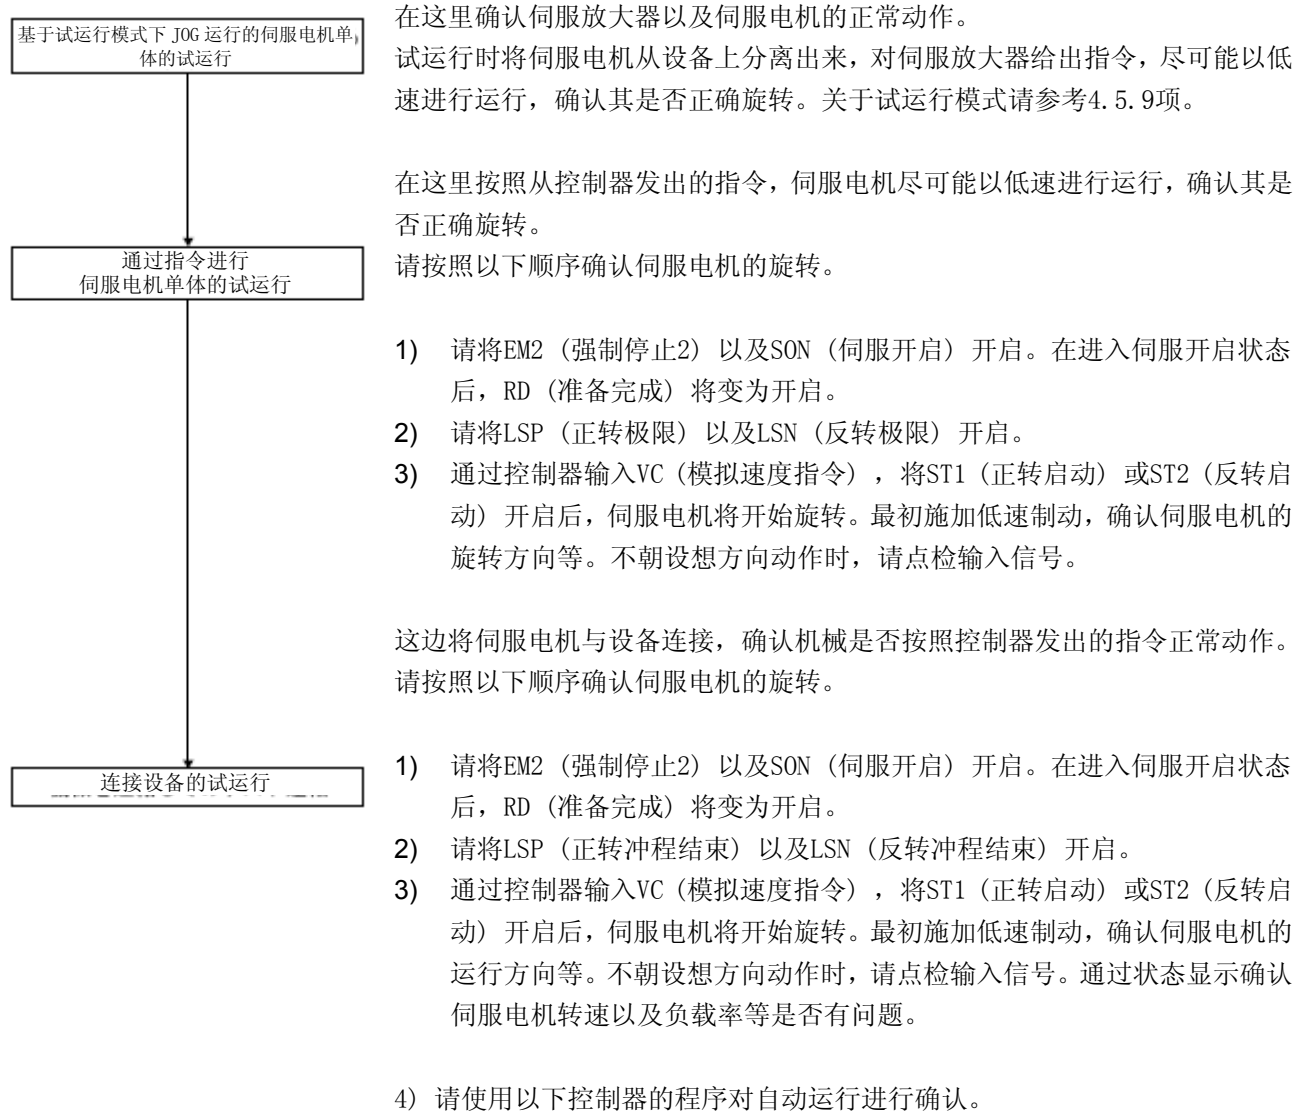 基于试运行模式下 JOG 运行的伺服电机单
体的试运行
在这里确认伺服放大器以及伺服电机的正常动作。
试运行时将伺服电机从设备上分离出来，对伺服放大器给出指令，尽可能以低
速进行运行，确认其是否正确旋转。关于试运行模式请参考4.5.9项。
在这里按照从控制器发出的指令，伺服电机尽可能以低速进行运行，确认其是
否正确旋转。
通过指令进行
伺服电机单体的试运行
请按照以下顺序确认伺服电机的旋转。
1) 请将EM2 (强制停止2) 以及SON (伺服开启) 开启。在进入伺服开启状态
后，RD (准备完成) 将变为开启。
2) 请将LSP (正转极限) 以及LSN (反转极限) 开启。
3) 通过控制器输入VC (模拟速度指令) ，将ST1 (正转启动) 或ST2 (反转启
动) 开启后，伺服电机将开始旋转。最初施加低速制动，确认伺服电机的
旋转方向等。不朝设想方向动作时，请点检输入信号。
这边将伺服电机与设备连接，确认机械是否按照控制器发出的指令正常动作。
请按照以下顺序确认伺服电机的旋转。
连接设备的试运行
1) 请将EM2 (强制停止2) 以及SON (伺服开启) 开启。在进入伺服开启状态
后，RD (准备完成) 将变为开启。
2) 请将LSP (正转冲程结束) 以及LSN (反转冲程结束) 开启。
3) 通过控制器输入VC (模拟速度指令) ，将ST1 (正转启动) 或ST2 (反转启
动) 开启后，伺服电机将开始旋转。最初施加低速制动，确认伺服电机的
运行方向等。不朝设想方向动作时，请点检输入信号。通过状态显示确认
伺服电机转速以及负载率等是否有问题。
4) 请使用以下控制器的程序对自动运行进行确认。